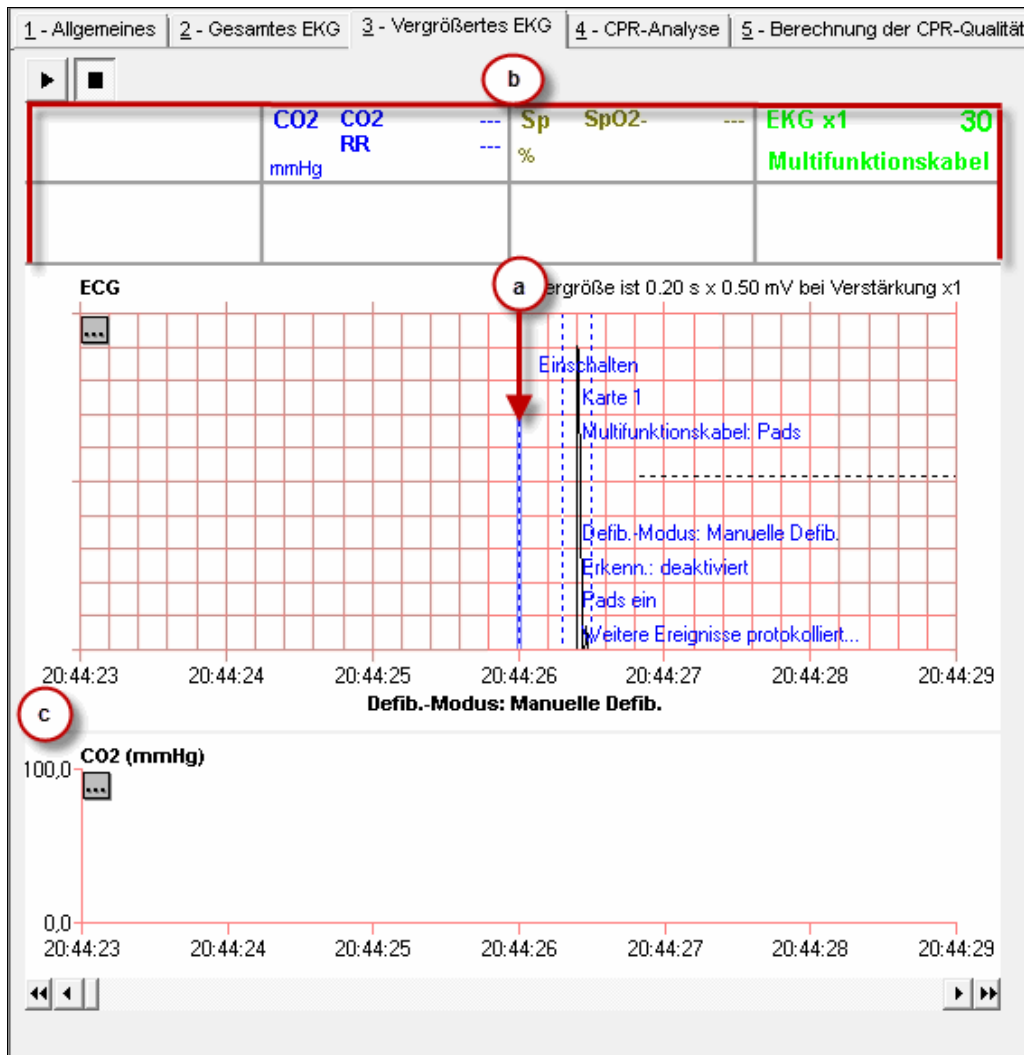 1 - Allgemeines 2 - Gesamtes EKG 3 - Vergrößertes EKG 4 - CPR-Analyse 5 - Berechnung der CPR-Qualität
b
CO2 CO2 --- Sp SpO2- --- EKG x1 30
RR --- %
mmHg Multifunktionskabel
ECG a ergröße ist 0.20 s x 0.50 mV bei Verstärkung x1
...
Einschalten
Karte 1
Multifunktionskabel: Pads
Defib.-Modus: Manuelle Defib.
Erkenn.: deaktiviert
Pads ein
Weitere Ereignisse protokolliert...
20:44:23 20:44:24 20:44:25 20:44:26 20:44:27 20:44:28 20:44:29
Defib.-Modus: Manuelle Defib.
c
CO2 (mmHg)
100,0
...
0,0
20:44:23 20:44:24 20:44:25 20:44:26 20:44:27 20:44:28 20:44:29